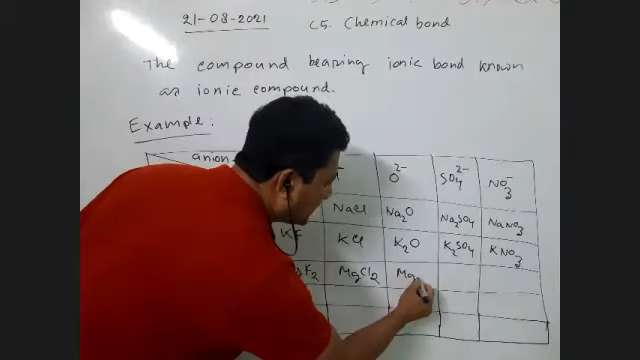 21-08-2021 C5. Chemical bond.
The compound bearing ionic bond known
as ionic compound.
Example:
anion O²⁻ SO₄²⁻ NO₃⁻
NaCl Na₂O Na₂SO₄ NaNO₃
KF KCl K₂O K₂SO₄ KNO₃
F₂ MgCl₂ Mg